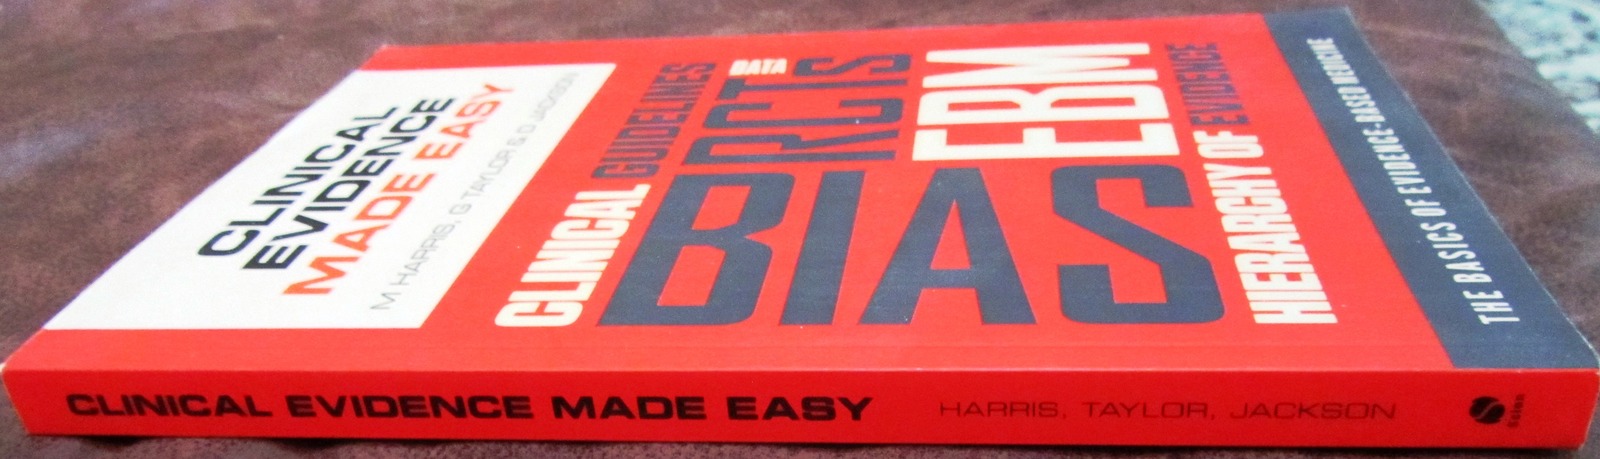 CLINICAL
EVIDENCE
MADE EASY
M HARRIS, G TAYLOR & D JACKSON
CLINICAL GUIDELINES
DATA
RCTS
BIAS
EBM
HIERARCHY OF EVIDENCE
THE BASICS OF EVIDENCE-BASED MEDICINE
CLINICAL EVIDENCE MADE EASY HARRIS, TAYLOR, JACKSON